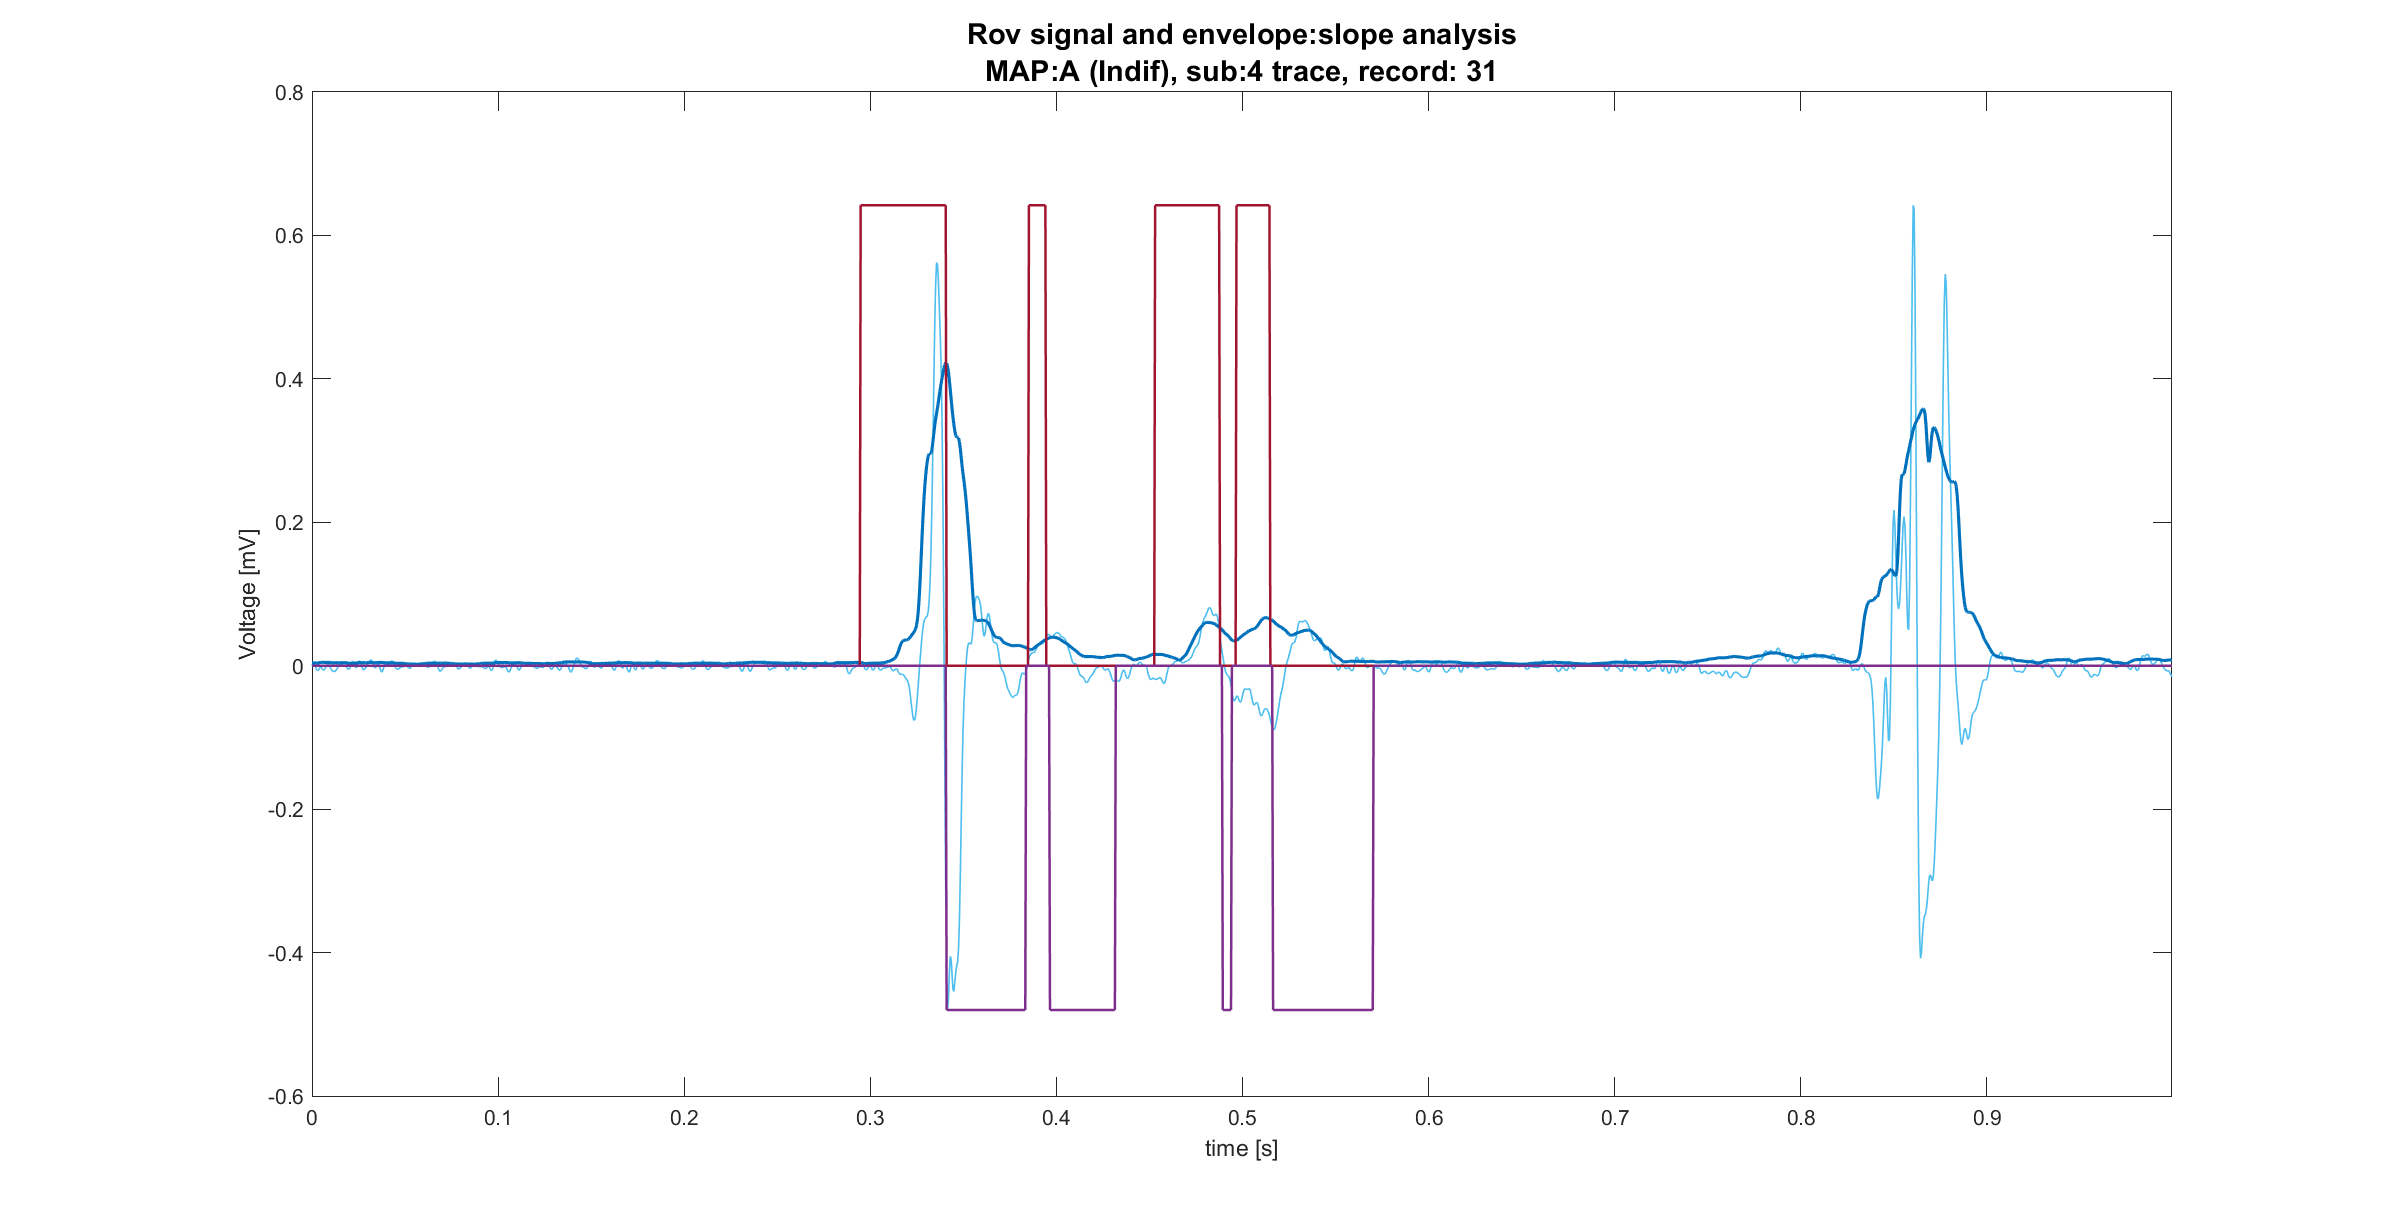 Rov signal and envelope:slope analysis
MAP:A (Indif), sub:4 trace, record: 31
0.8
0.6
0.4
0.2
0
-0.2
-0.4
-0.6
Voltage [mV]
0 0.1 0.2 0.3 0.4 0.5 0.6 0.7 0.8 0.9
time [s]